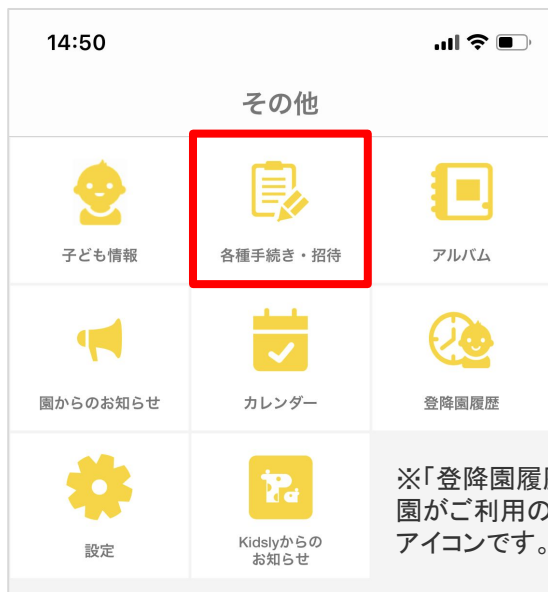 14:50
その他
子ども情報
各種手続き・招待
アルバム
園からのお知らせ
カレンダー
登降園履歴
設定
Kidslyからの
お知らせ
※「登降園履
園がご利用の
アイコンです。